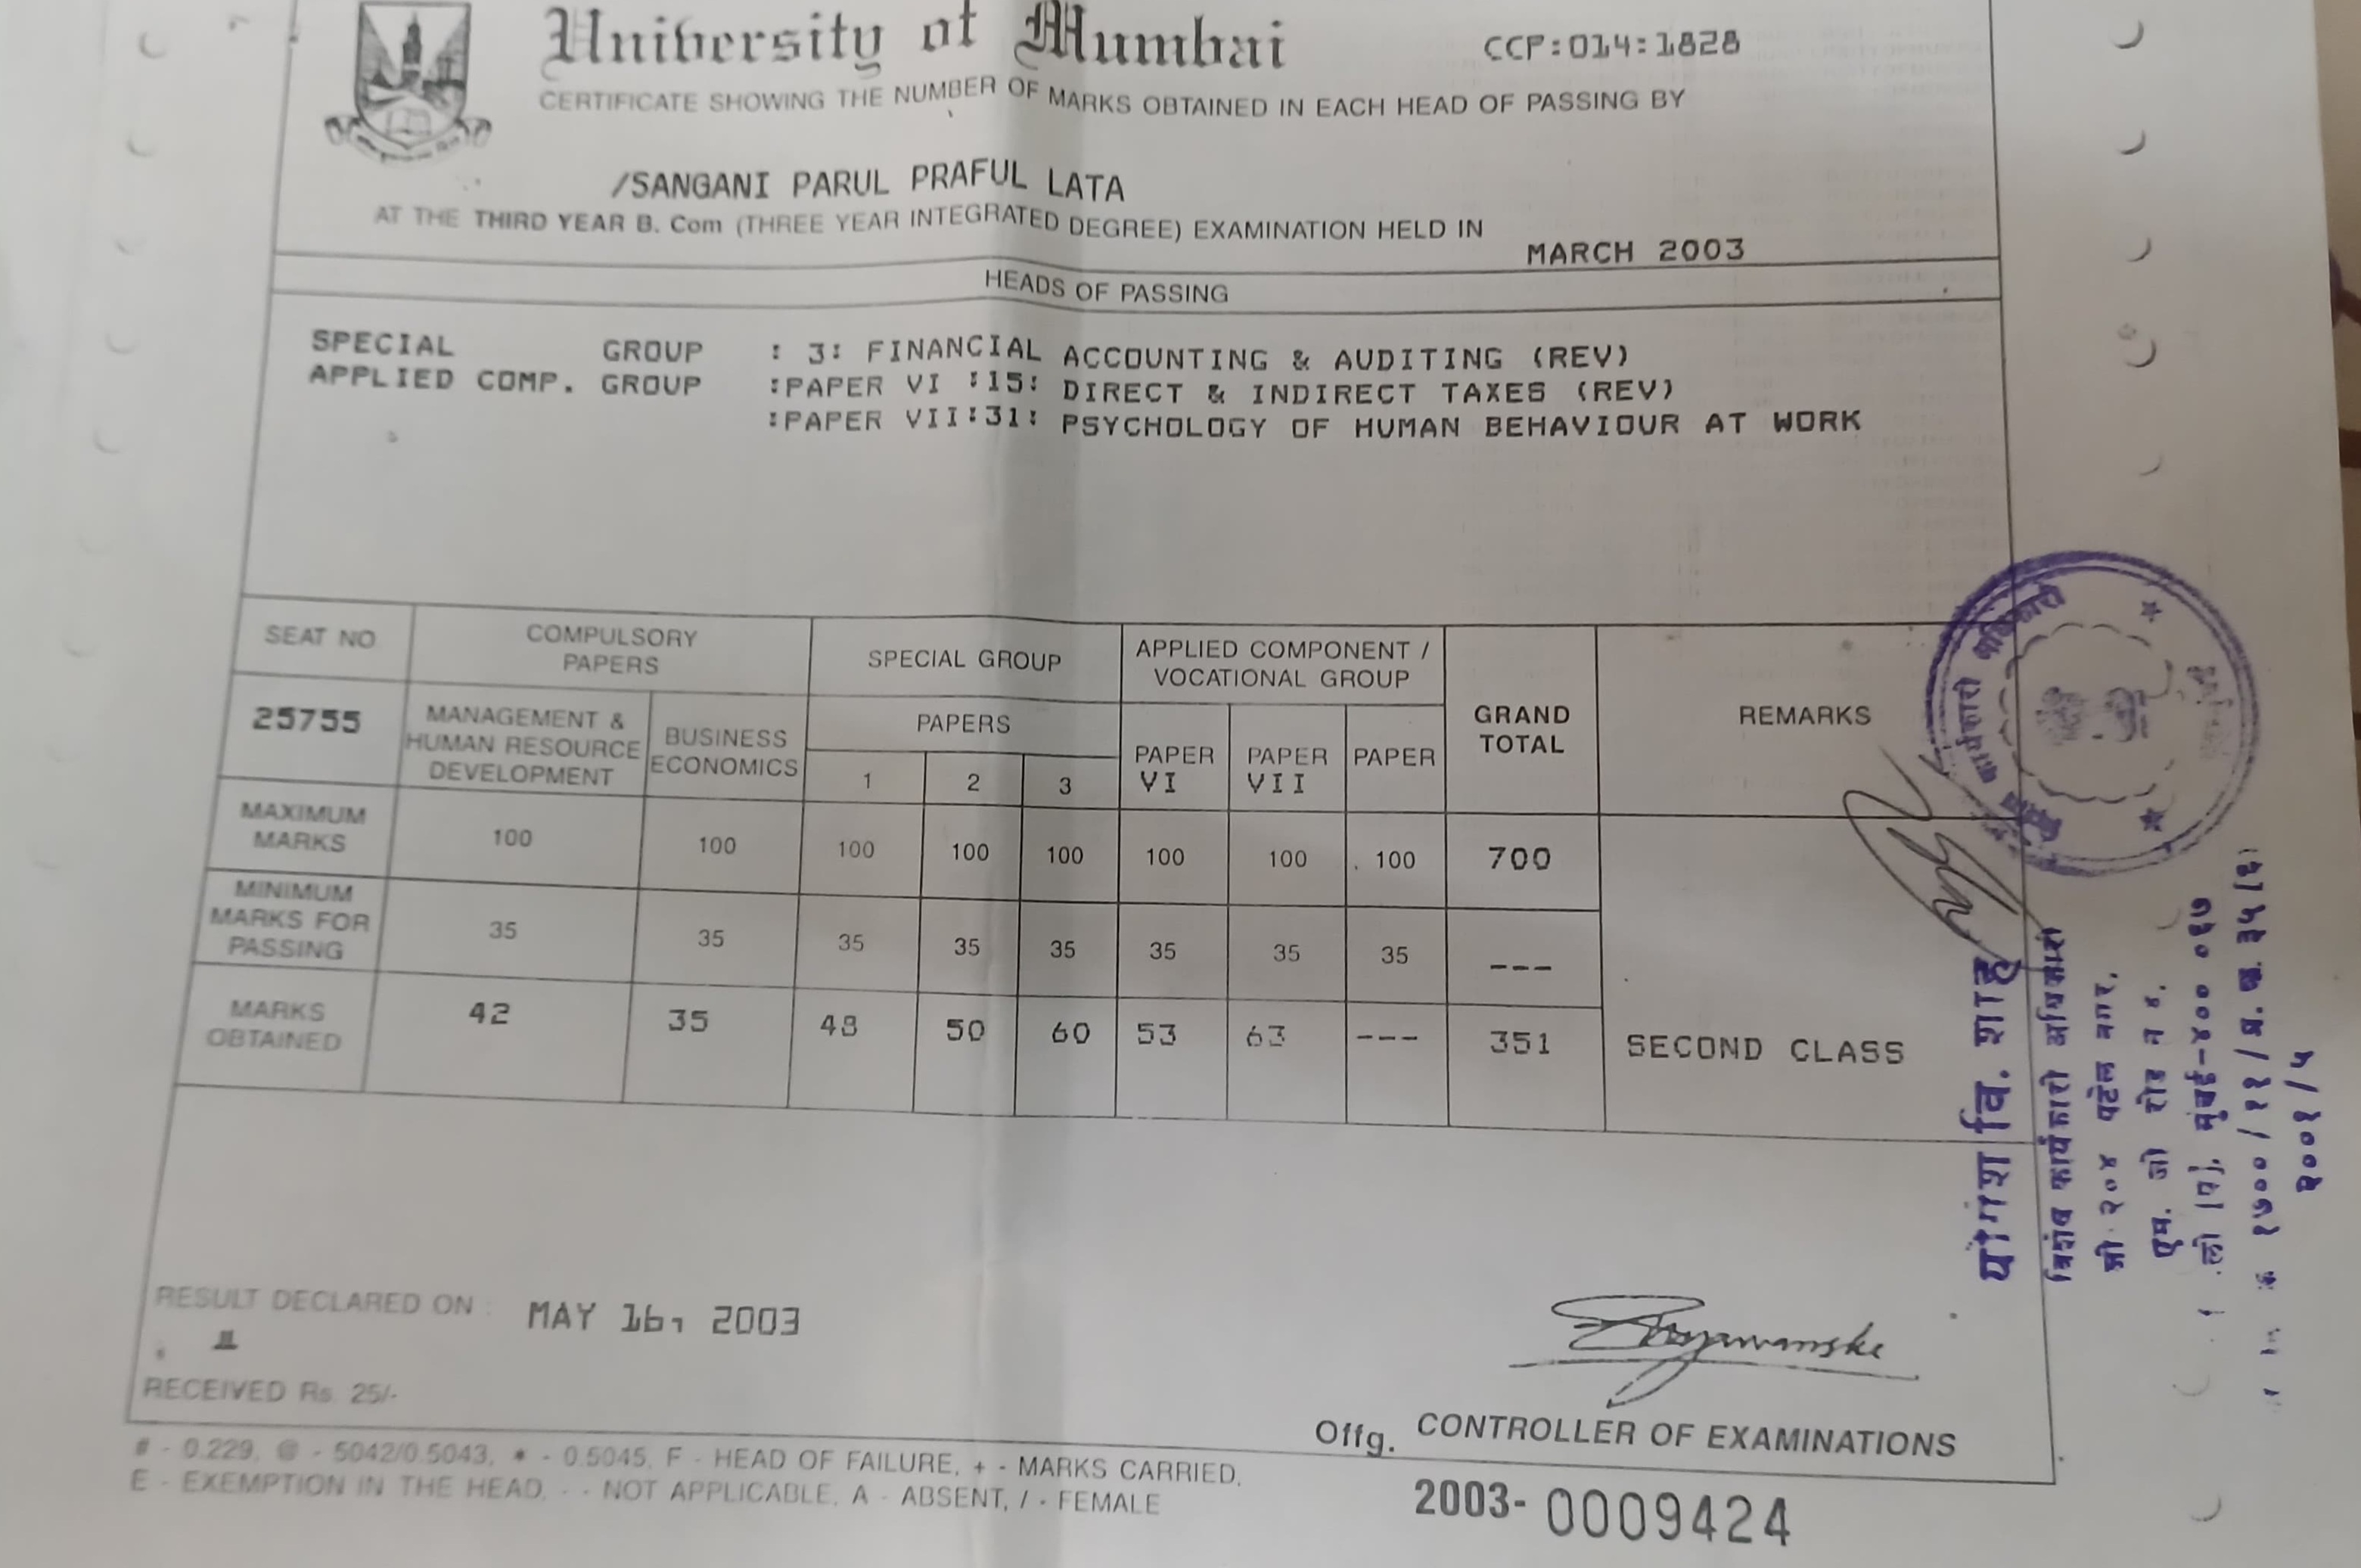 University of Mumbai
CCP:014:1828
CERTIFICATE SHOWING THE NUMBER OF MARKS OBTAINED IN EACH HEAD OF PASSING BY
/SANGANI PARUL PRAFUL LATA
AT THE THIRD YEAR B. Com (THREE YEAR INTEGRATED DEGREE) EXAMINATION HELD IN MARCH 2003
HEADS OF PASSING
SPECIAL GROUP : 3: FINANCIAL ACCOUNTING & AUDITING (REV)
APPLIED COMP. GROUP :PAPER VI :15: DIRECT & INDIRECT TAXES (REV)
:PAPER VII:31: PSYCHOLOGY OF HUMAN BEHAVIOUR AT WORK
SEAT NO
COMPULSORY PAPERS
SPECIAL GROUP
APPLIED COMPONENT / VOCATIONAL GROUP
GRAND TOTAL
REMARKS
25755
MANAGEMENT & HUMAN RESOURCE DEVELOPMENT
BUSINESS ECONOMICS
PAPERS
1 2 3
PAPER VI
PAPER VII
PAPER
MAXIMUM MARKS 100 100 100 100 100 100 100 100 700
MINIMUM MARKS FOR PASSING 35 35 35 35 35 35 35 35 ---
MARKS OBTAINED 42 35 48 50 60 53 63 --- 351 SECOND CLASS
RESULT DECLARED ON : MAY 16, 2003
1
RECEIVED Rs. 25/-
Offg. CONTROLLER OF EXAMINATIONS
# - 0.229, @ - 5042/0.5043, * - 0.5045, F - HEAD OF FAILURE, + - MARKS CARRIED,
E - EXEMPTION IN THE HEAD, - - NOT APPLICABLE, A - ABSENT, / - FEMALE
2003- 0009424
वि. शाह
विशेष कार्यकारी अधिकारी
२०४ पटेल नगर,
एम. जी रोड नं ४,